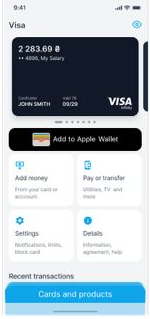 9:41
Visa
2 283.69 ₴
•• 4896, My Salary
Cardholder
JOHN SMITH
Valid Till
09/29
VISA
Infinity
Add to Apple Wallet
Add money
From your card or account
Pay or transfer
Utilities, TV and more
Settings
Notifications, limits, block card
Details
Information, agreement, help
Recent transactions
Cards and products